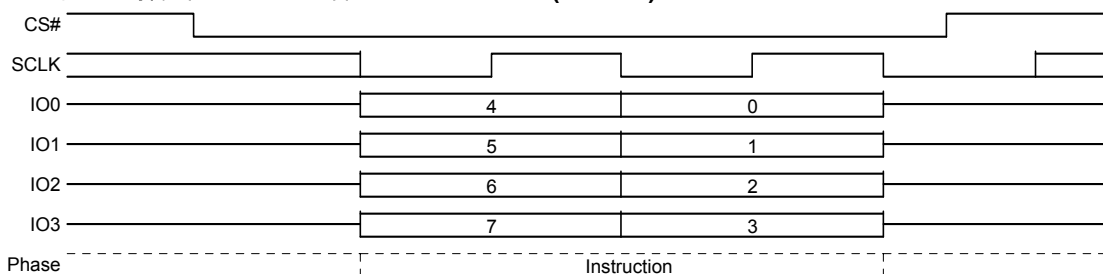 CS#
SCLK
IO0 4 0
IO1 5 1
IO2 6 2
IO3 7 3
Phase Instruction